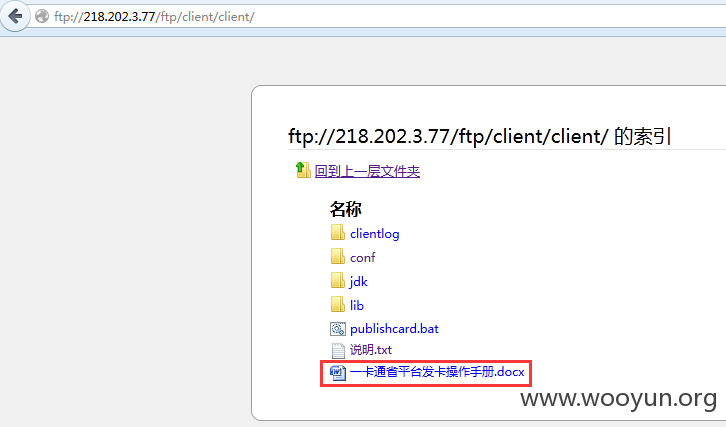 ftp://218.202.3.77/ftp/client/client/
ftp://218.202.3.77/ftp/client/client/ 的索引
回到上一层文件夹
名称
clientlog
conf
jdk
lib
publishcard.bat
说明.txt
一卡通省平台发卡操作手册.docx
www.wooyun.org